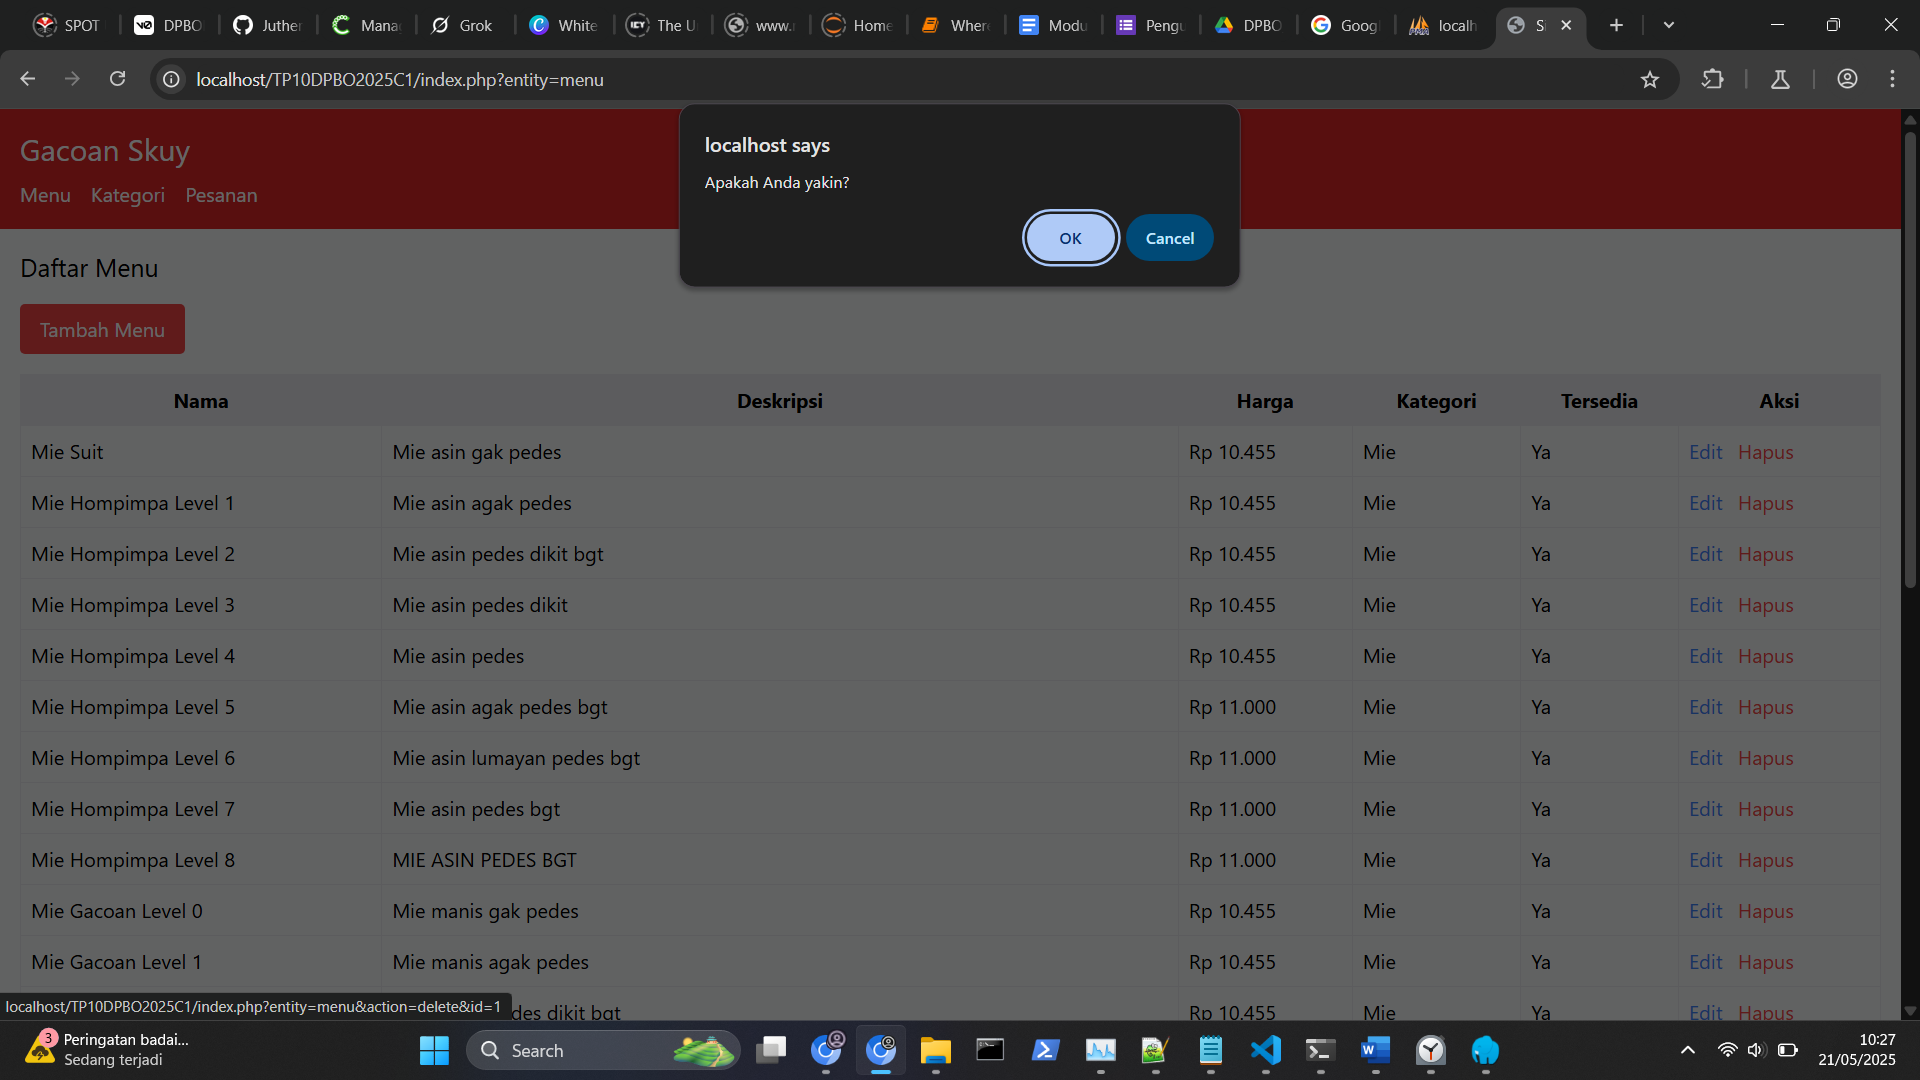 SPOT
DPBO
Juther
Mana
Grok
White
The U
www.
Home
Where
Modu
Pengu
DPBO
Googl
localh
Si
localhost/TP10DPBO2025C1/index.php?entity=menu
Gacoan Skuy
Menu Kategori Pesanan
localhost says
Apakah Anda yakin?
OK Cancel
Daftar Menu
Tambah Menu
Nama Deskripsi Harga Kategori Tersedia Aksi
Mie Suit Mie asin gak pedes Rp 10.455 Mie Ya Edit Hapus
Mie Hompimpa Level 1 Mie asin agak pedes Rp 10.455 Mie Ya Edit Hapus
Mie Hompimpa Level 2 Mie asin pedes dikit bgt Rp 10.455 Mie Ya Edit Hapus
Mie Hompimpa Level 3 Mie asin pedes dikit Rp 10.455 Mie Ya Edit Hapus
Mie Hompimpa Level 4 Mie asin pedes Rp 10.455 Mie Ya Edit Hapus
Mie Hompimpa Level 5 Mie asin agak pedes bgt Rp 11.000 Mie Ya Edit Hapus
Mie Hompimpa Level 6 Mie asin lumayan pedes bgt Rp 11.000 Mie Ya Edit Hapus
Mie Hompimpa Level 7 Mie asin pedes bgt Rp 11.000 Mie Ya Edit Hapus
Mie Hompimpa Level 8 MIE ASIN PEDES BGT Rp 11.000 Mie Ya Edit Hapus
Mie Gacoan Level 0 Mie manis gak pedes Rp 10.455 Mie Ya Edit Hapus
Mie Gacoan Level 1 Mie manis agak pedes Rp 10.455 Mie Ya Edit Hapus
des dikit bgt Rp 10.455 Mie Ya Edit Hapus
localhost/TP10DPBO2025C1/index.php?entity=menu&action=delete&id=1
3
Peringatan badai...
Sedang terjadi
Search
10:27
21/05/2025